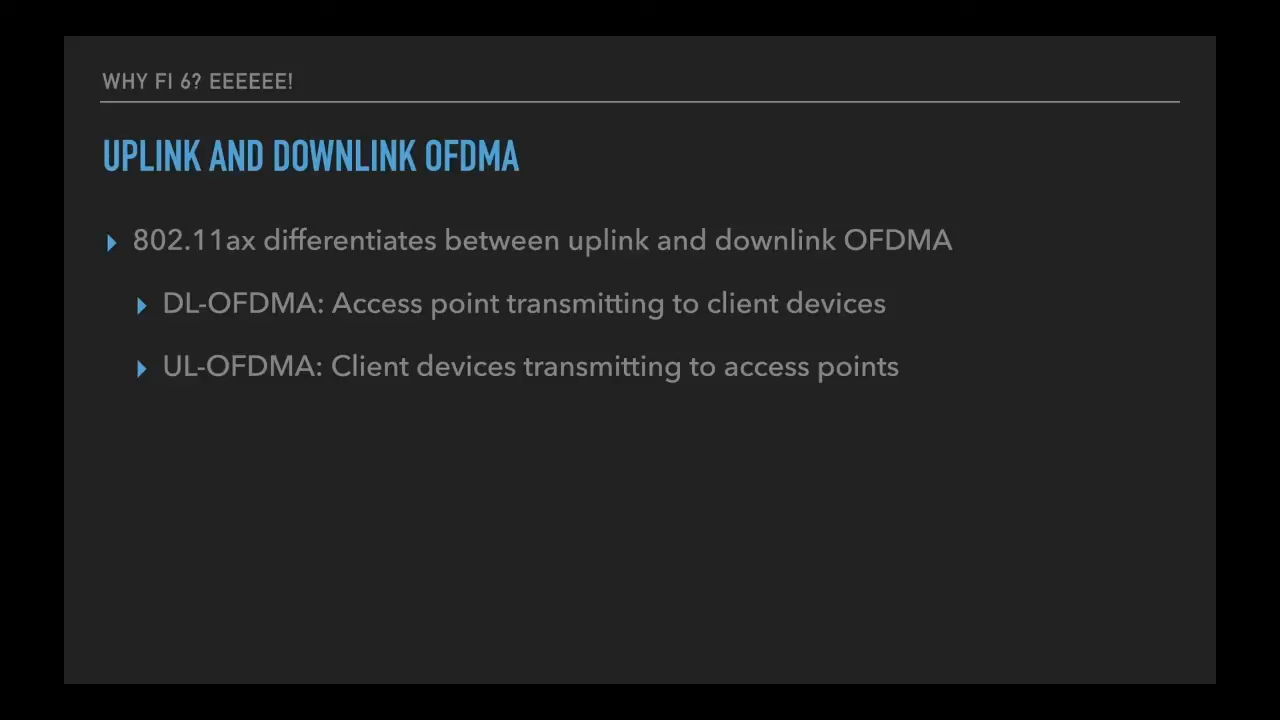 WHY FI 6? EEEEEE!
UPLINK AND DOWNLINK OFDMA
802.11ax differentiates between uplink and downlink OFDMA
DL-OFDMA: Access point transmitting to client devices
UL-OFDMA: Client devices transmitting to access points